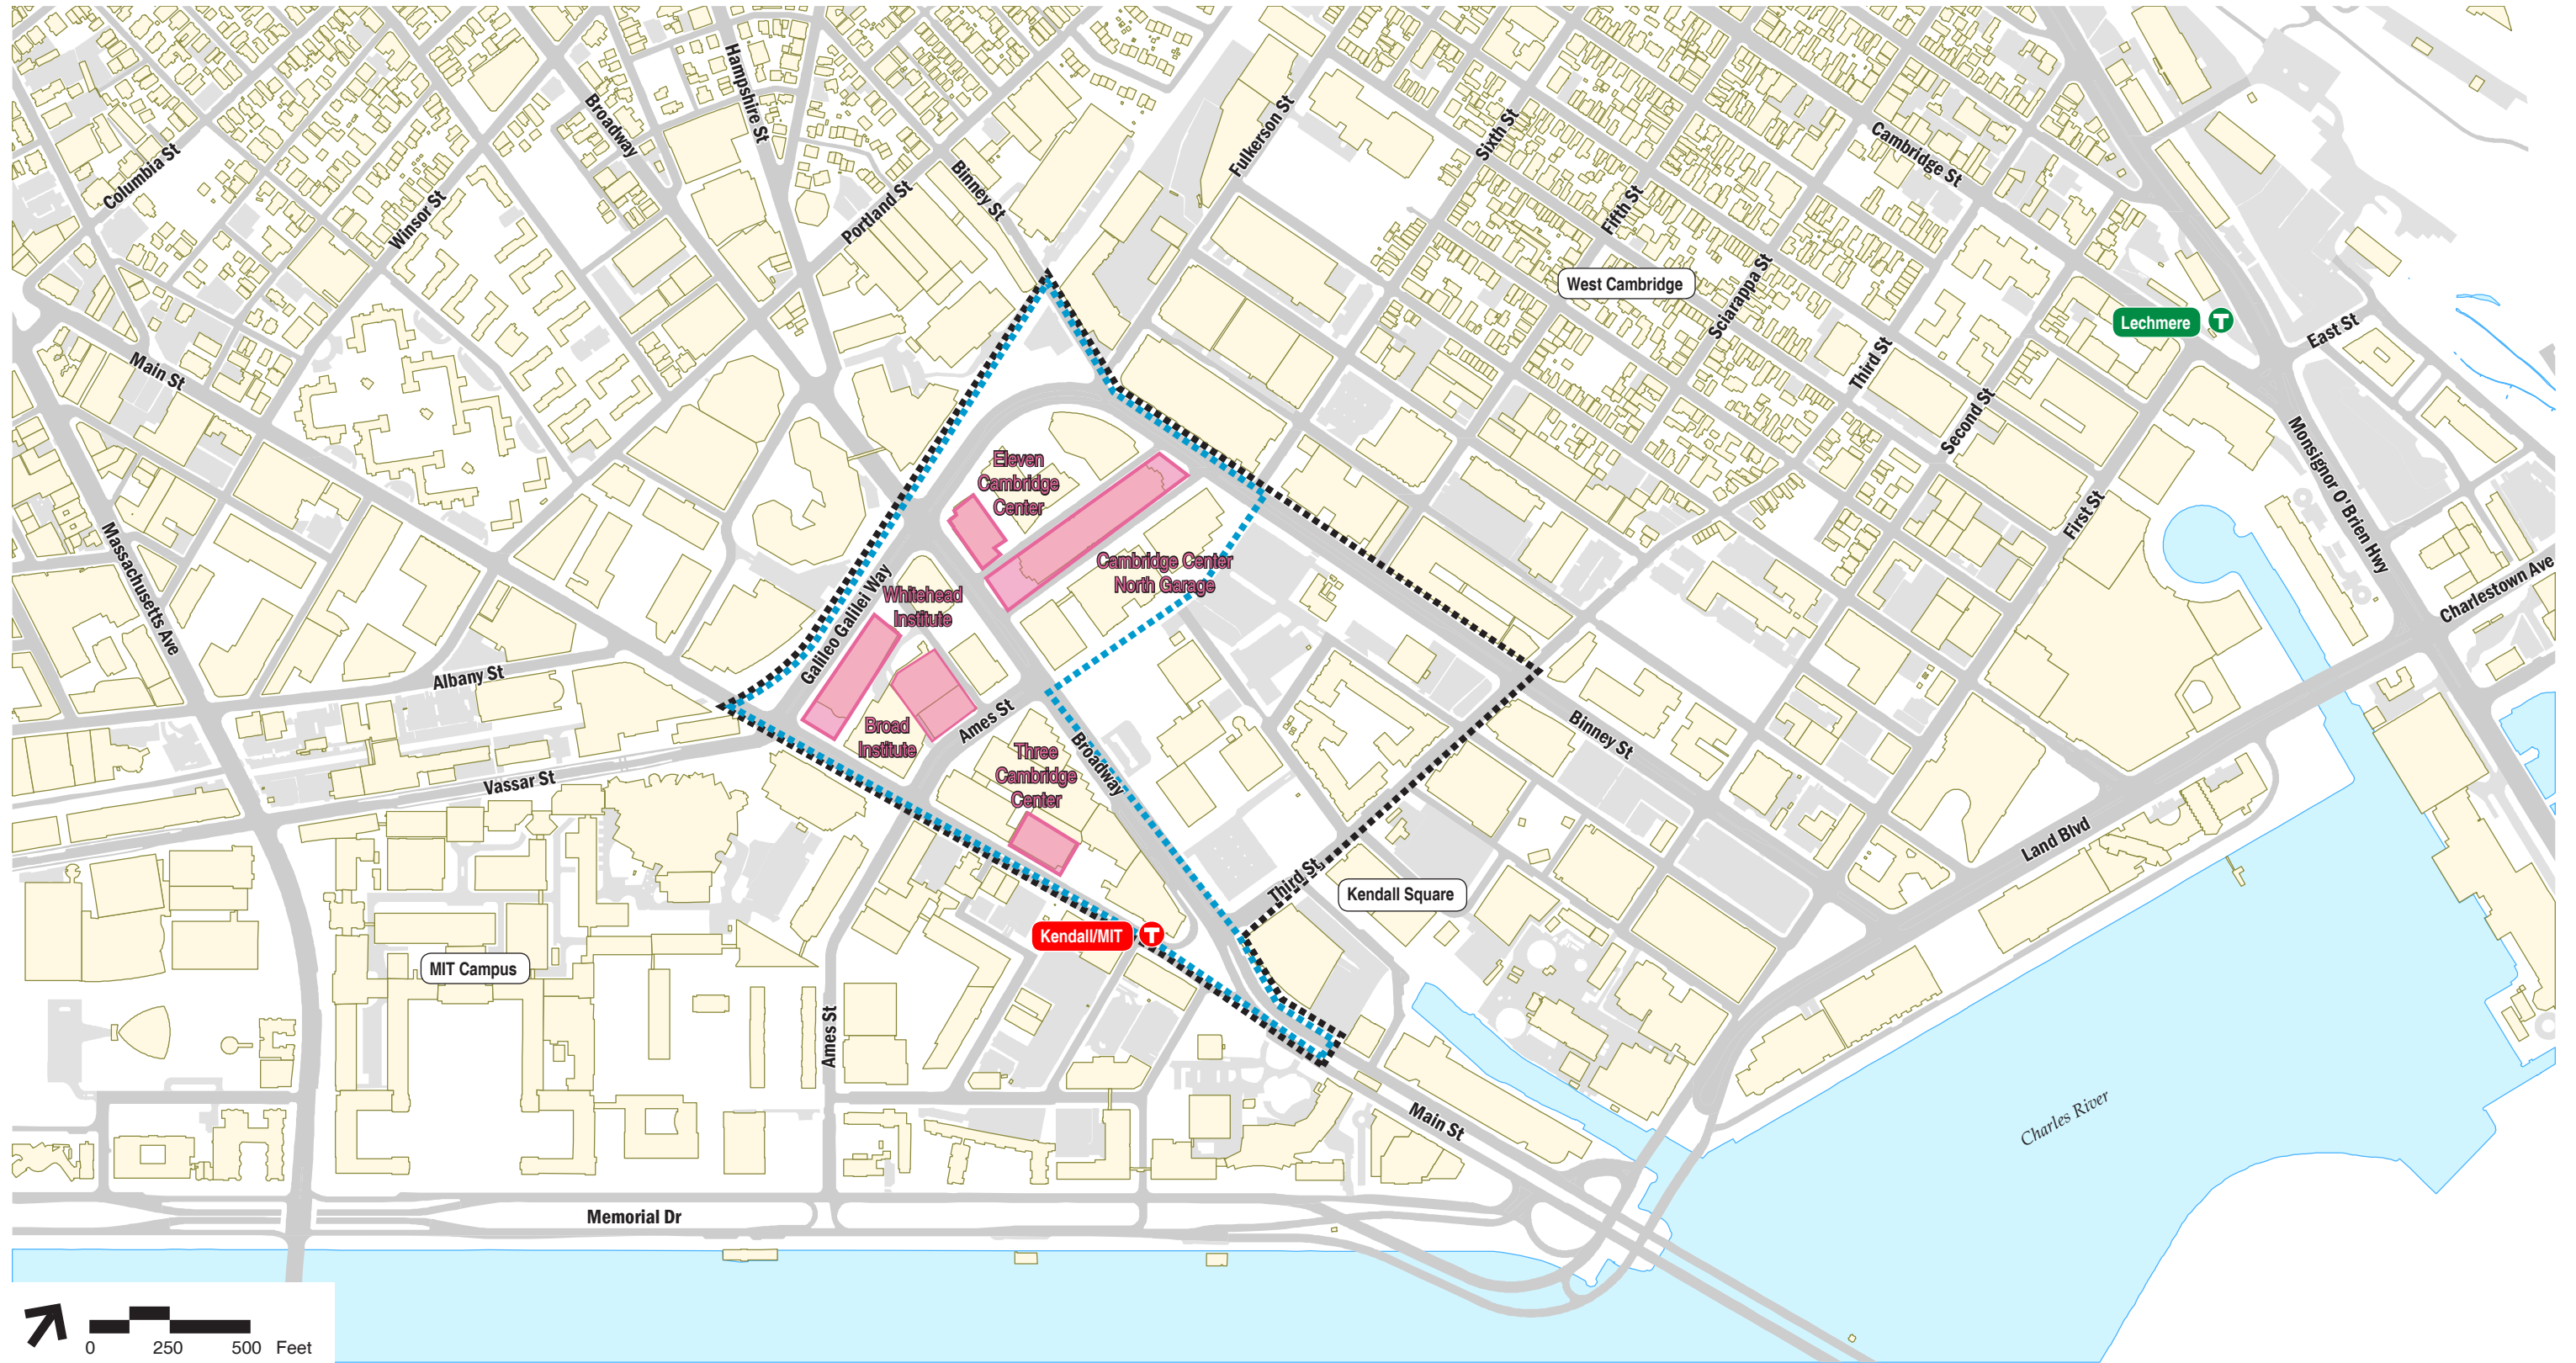 Hampshire St
Broadway
Fulkerson St
Sixth St
Cambridge St
Columbia St
Binney St
Winsor St
Portland St
Fifth St
West Cambridge
Sciarappa St
Lechmere
T
East St
Third St
Main St
Second St
Monsignor O'Brien Hwy
Eleven
Cambridge
Center
First St
Massachusetts Ave
Cambridge Center
North Garage
Charlestown Ave
Galileo Galilei Way
Whitehead
Institute
Albany St
Broad
Institute
Ames St
Binney St
Vassar St
Three
Cambridge
Center
Broadway
Land Blvd
Third St
Kendall Square
Kendall/MIT
T
MIT Campus
Ames St
Main St
Charles River
Memorial Dr
0 250 500 Feet